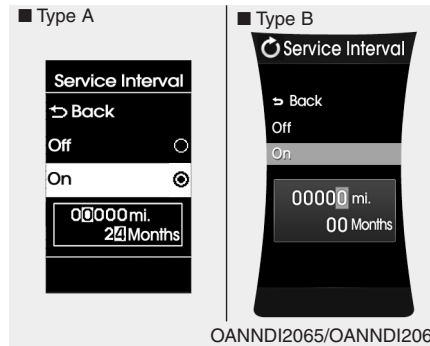 ■ Type A
Service Interval
Back
Off
On
00000 mi.
24 Months
■ Type B
Service Interval
Back
Off
On
00000 mi.
00 Months
OANNDI2065/OANNDI206